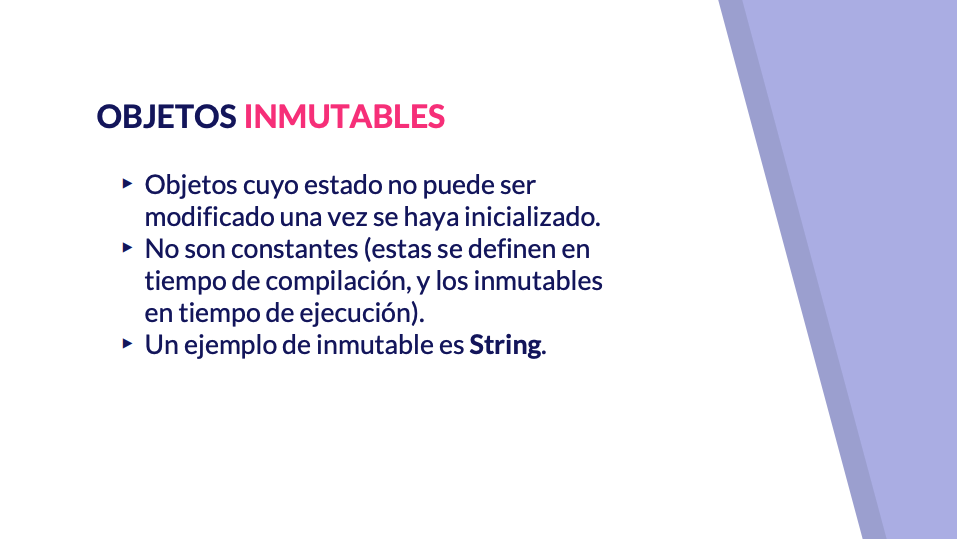 OBJETOS INMUTABLES
▸ Objetos cuyo estado no puede ser
modificado una vez se haya inicializado.
▸ No son constantes (estas se definen en
tiempo de compilación, y los inmutables
en tiempo de ejecución).
▸ Un ejemplo de inmutable es String.